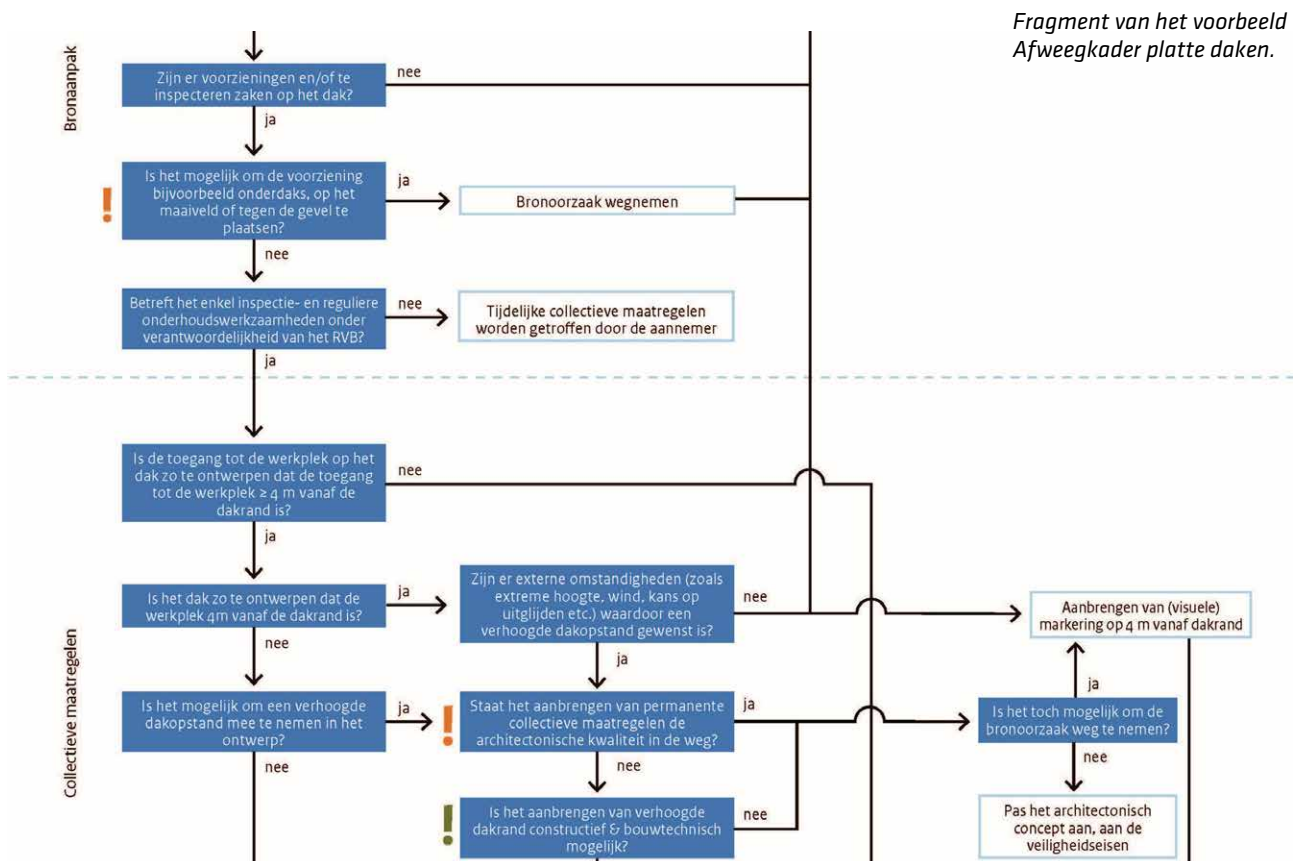 Fragment van het voorbeeld
Afweegkader platte daken.
Bronaanpak
Zijn er voorzieningen en/of te
inspecteren zaken op het dak?
nee
ja
!
Is het mogelijk om de voorziening
bijvoorbeeld onderdaks, op het
maaiveld of tegen de gevel te
plaatsen?
ja
Bronoorzaak wegnemen
nee
Betreft het enkel inspectie- en reguliere
onderhoudswerkzaamheden onder
verantwoordelijkheid van het RVB?
nee
Tijdelijke collectieve maatregelen
worden getroffen door de aannemer
ja
Collectieve maatregelen
Is de toegang tot de werkplek op het
dak zo te ontwerpen dat de toegang
tot de werkplek ≥ 4 m vanaf de
dakrand is?
nee
ja
Is het dak zo te ontwerpen dat de
werkplek 4m vanaf de dakrand is?
ja
Zijn er externe omstandigheden (zoals
extreme hoogte, wind, kans op
uitglijden etc.) waardoor een
verhoogde dakopstand gewenst is?
nee
Aanbrengen van (visuele)
markering op 4 m vanaf dakrand
nee
ja
ja
Is het mogelijk om een verhoogde
dakopstand mee te nemen in het
ontwerp?
ja
!
Staat het aanbrengen van permanente
collectieve maatregelen de
architectonische kwaliteit in de weg?
ja
Is het toch mogelijk om de
bronoorzaak weg te nemen?
nee
nee
nee
!
Is het aanbrengen van verhoogde
dakrand constructief & bouwtechnisch
mogelijk?
nee
Pas het architectonisch
concept aan, aan de
veiligheidseisen